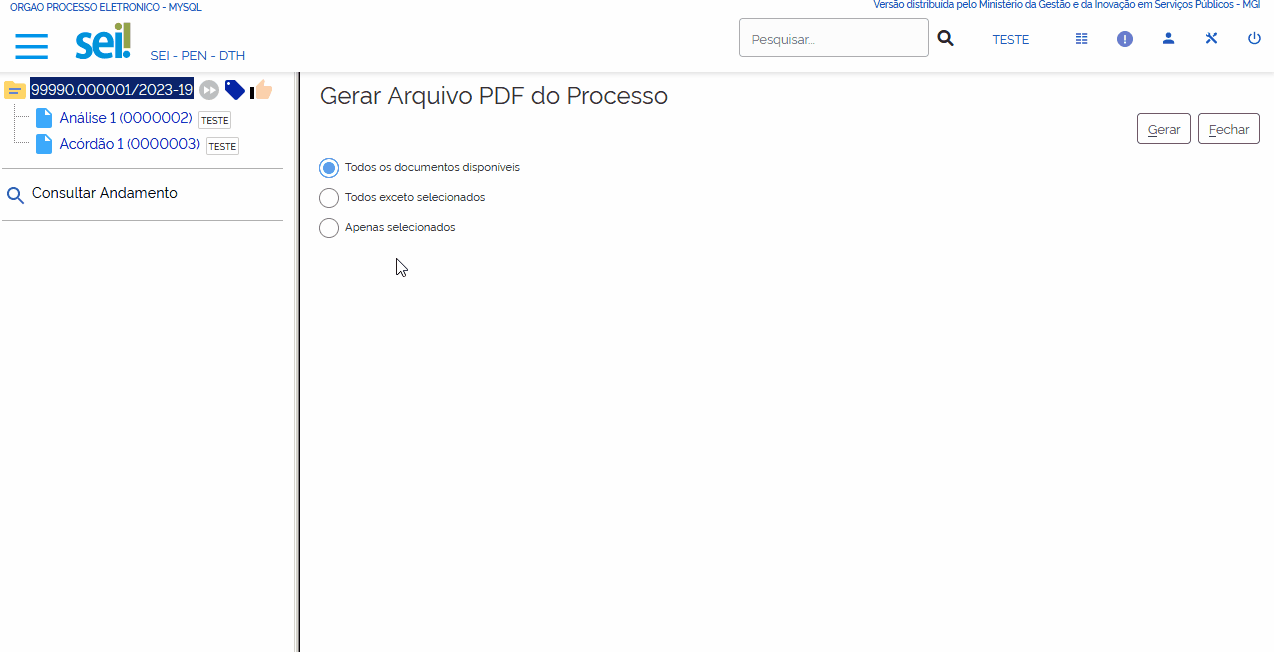 ORGAO PROCESSO ELETRONICO - MYSQL
Versão distribuída pelo Ministério da Gestão e da Inovação em Serviços Públicos - MGI
sei!
SEI - PEN - DTH
Pesquisar...
TESTE
99990.000001/2023-19
Análise 1 (0000002) TESTE
Acórdão 1 (0000003) TESTE
Consultar Andamento
Gerar Arquivo PDF do Processo
Gerar
Fechar
Todos os documentos disponíveis
Todos exceto selecionados
Apenas selecionados